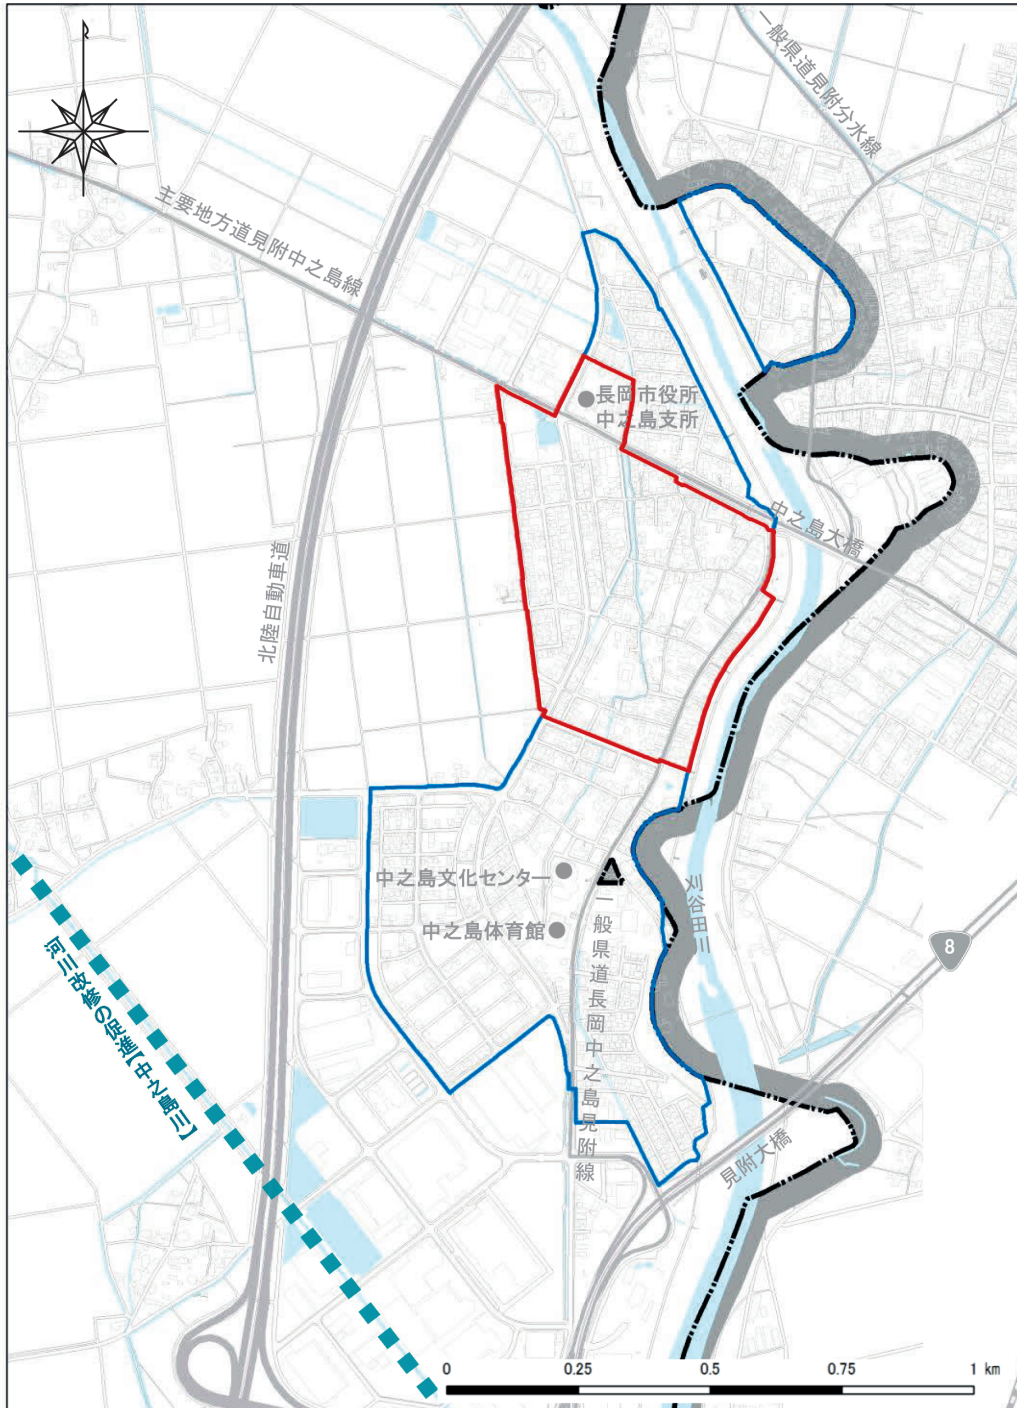 一般県道見附分水線
主要地方道見附中之島線
長岡市役所
中之島支所
中之島大橋
北陸自動車道
中之島文化センター
中之島体育館
一般県道長岡中之島見附線
刈谷田川
8
河川改修の促進【中之島川】
見附大橋
0 0.25 0.5 0.75 1 km